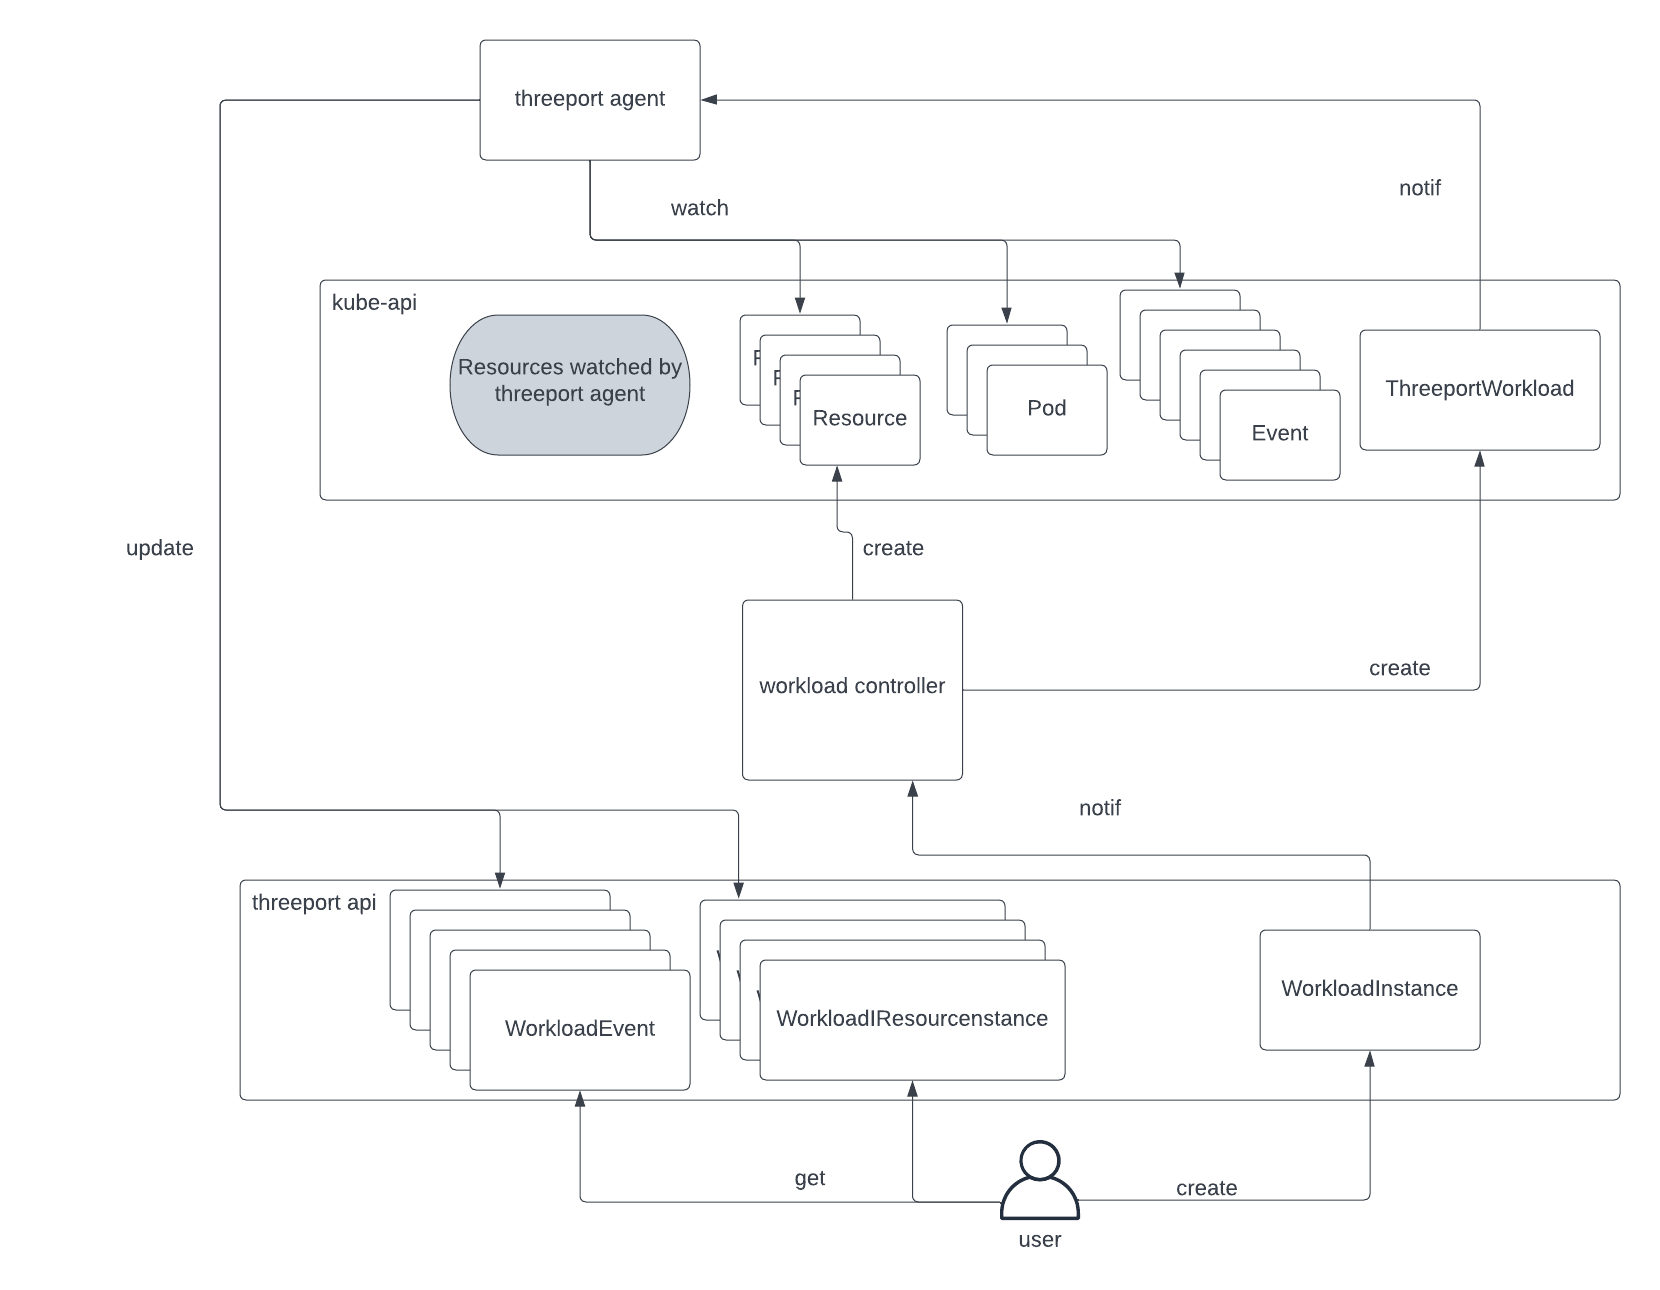 threeport agent
notif
watch
kube-api
Resources watched by
threeport agent
Resource
Pod
Event
ThreeportWorkload
update
create
workload controller
create
notif
threeport api
WorkloadEvent
WorkloadIResourcenstance
WorkloadInstance
get
create
user